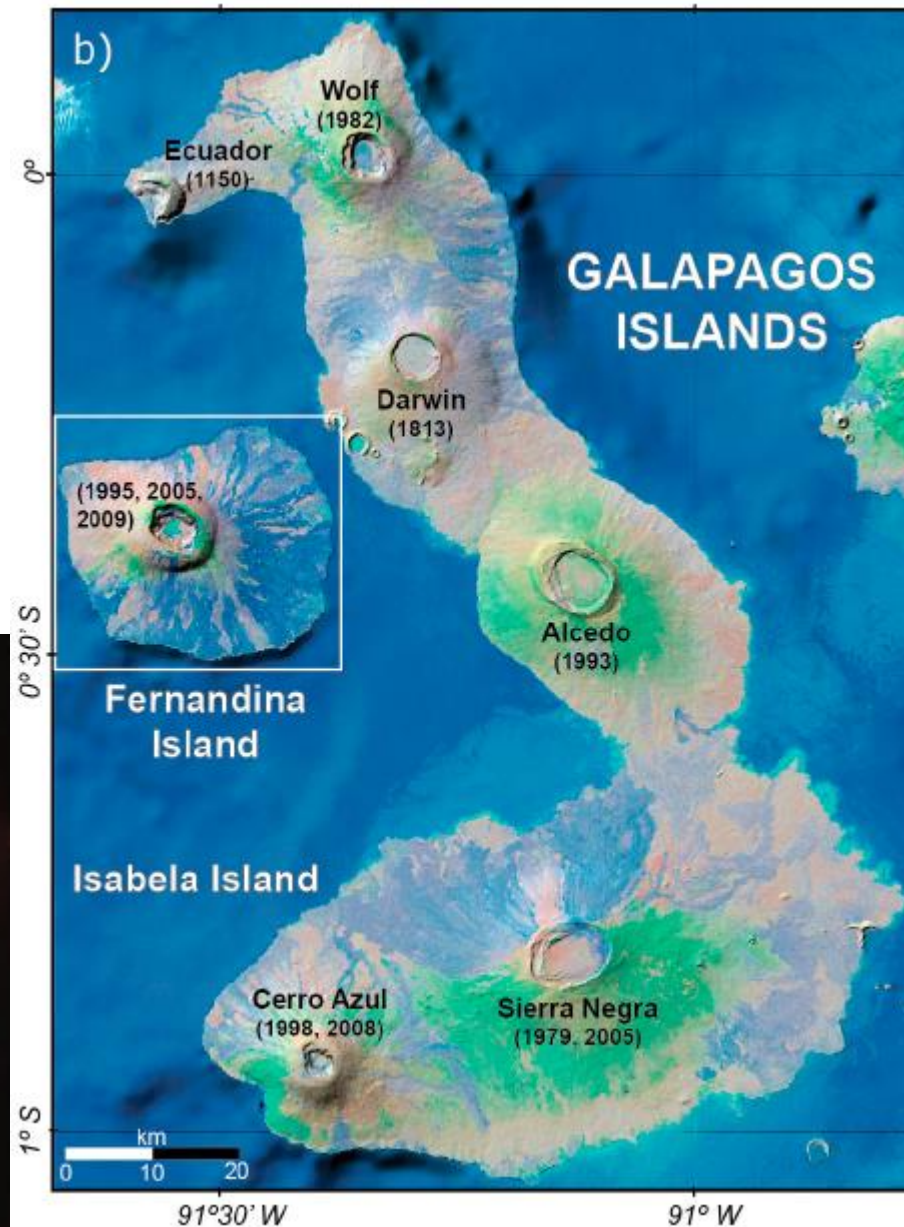 b)
Wolf
(1982)
Ecuador
(1150)
0°
GALAPAGOS
ISLANDS
Darwin
(1813)
(1995, 2005,
2009)
Alcedo
(1993)
0° 30' S
Fernandina
Island
Isabela Island
Cerro Azul
(1998, 2008)
Sierra Negra
(1979, 2005)
1° S
km
0 10 20
91°30' W
91° W